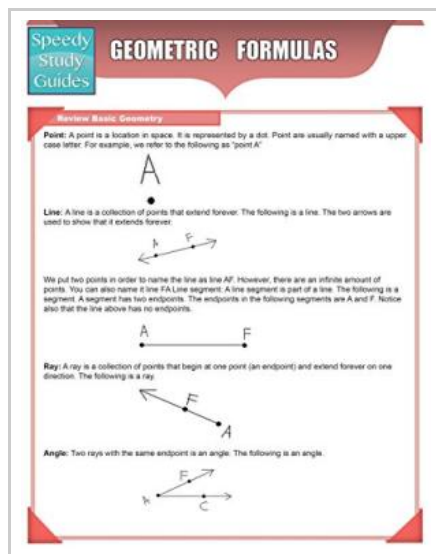 Speedy
Study
Guides
GEOMETRIC FORMULAS
Review Basic Geometry
Point: A point is a location in space. It is represented by a dot. Point are usually named with a upper
case letter. For example, we refer to the following as "point A"
A
Line: A line is a collection of points that extend forever. The following is a line. The two arrows are
used to show that it extends forever.
A F
We put two points in order to name the line as line AF. However, there are an infinite amount of
points. You can also name it line FA.Line segment: A line segment is part of a line. The following is a
segment. A segment has two endpoints. The endpoints in the following segments are A and F. Notice
also that the line above has no endpoints.
A F
Ray: A ray is a collection of points that begin at one point (an endpoint) and extend forever on one
direction. The following is a ray.
F
A
Angle: Two rays with the same endpoint is an angle. The following is an angle.
F
A C